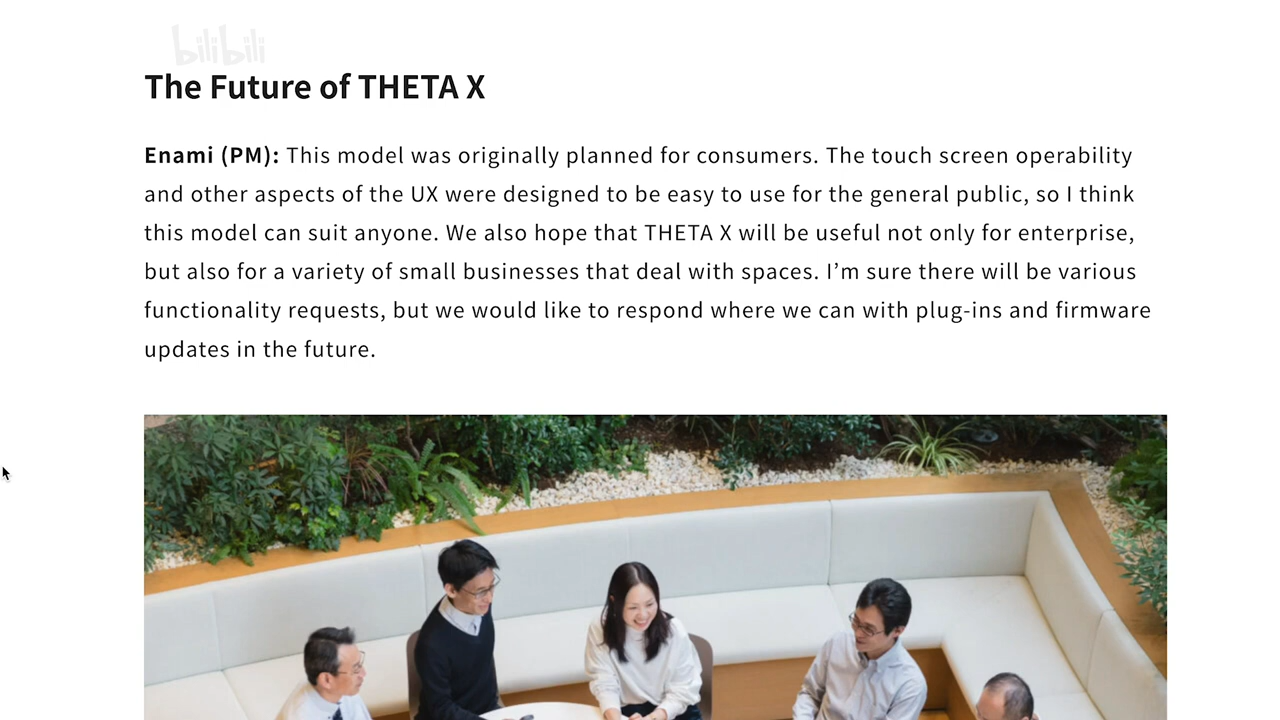 bilibili
The Future of THETA X
Enami (PM): This model was originally planned for consumers. The touch screen operability
and other aspects of the UX were designed to be easy to use for the general public, so I think
this model can suit anyone. We also hope that THETA X will be useful not only for enterprise,
but also for a variety of small businesses that deal with spaces. I’m sure there will be various
functionality requests, but we would like to respond where we can with plug-ins and firmware
updates in the future.